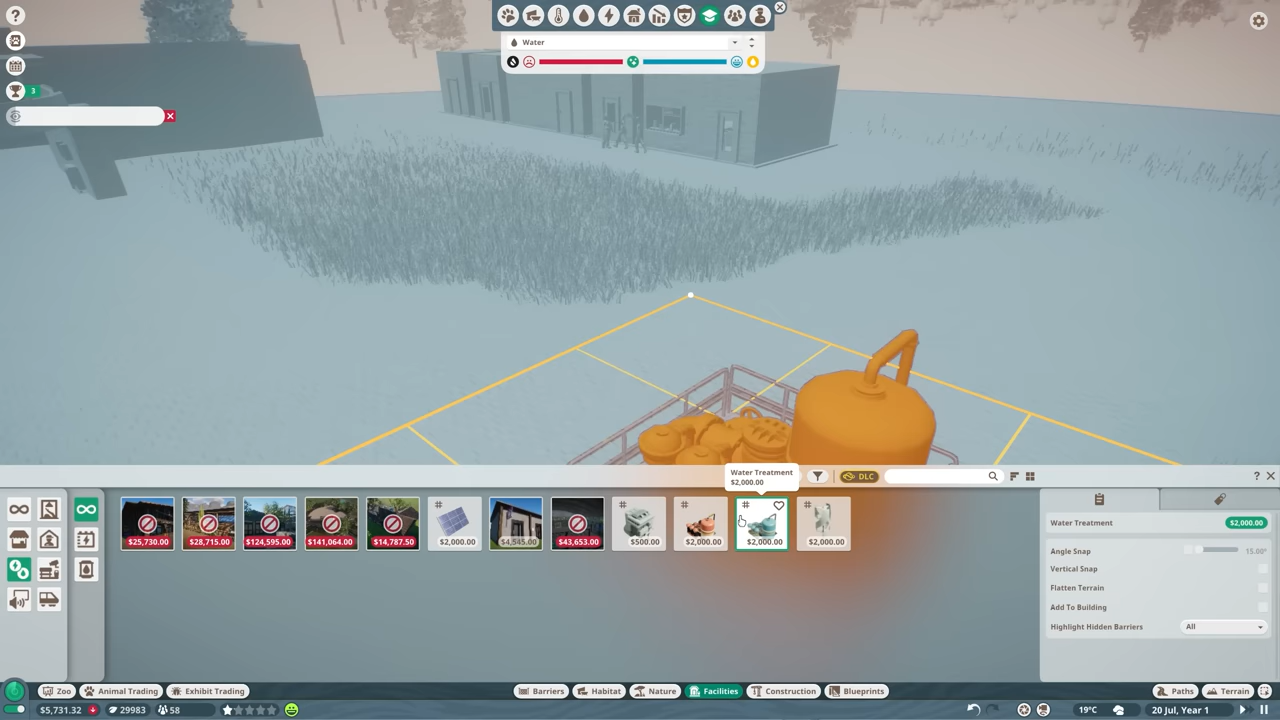 ?
Water
3
Water Treatment
$2,000.00
DLC
?
$25,730.00
$28,715.00
$124,595.00
$141,064.00
$14,787.50
$2,000.00
$4,545.00
$43,653.00
$500.00
$2,000.00
$2,000.00
$2,000.00
Water Treatment
$2,000.00
Angle Snap
15.00°
Vertical Snap
Flatten Terrain
Add To Building
Highlight Hidden Barriers
All
Zoo
Animal Trading
Exhibit Trading
Barriers
Habitat
Nature
Facilities
Construction
Blueprints
Paths
Terrain
$5,731.32
29983
58
19°C
20 Jul, Year 1